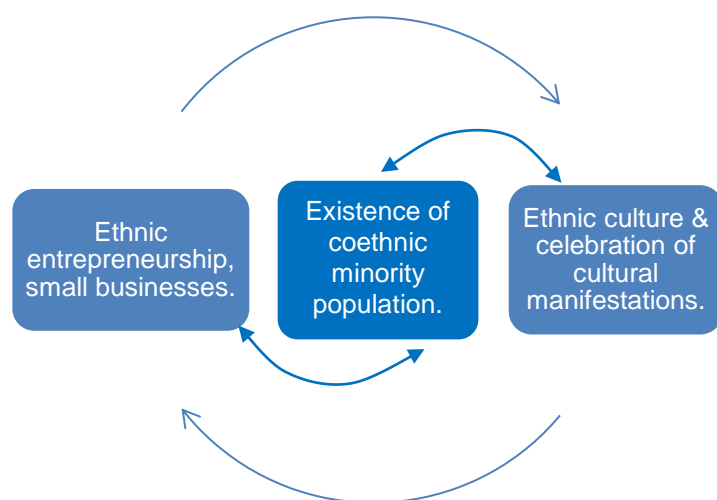 Ethnic
entrepreneurship,
small businesses.
Existence of
coethnic
minority
population.
Ethnic culture &
celebration of
cultural
manifestations.